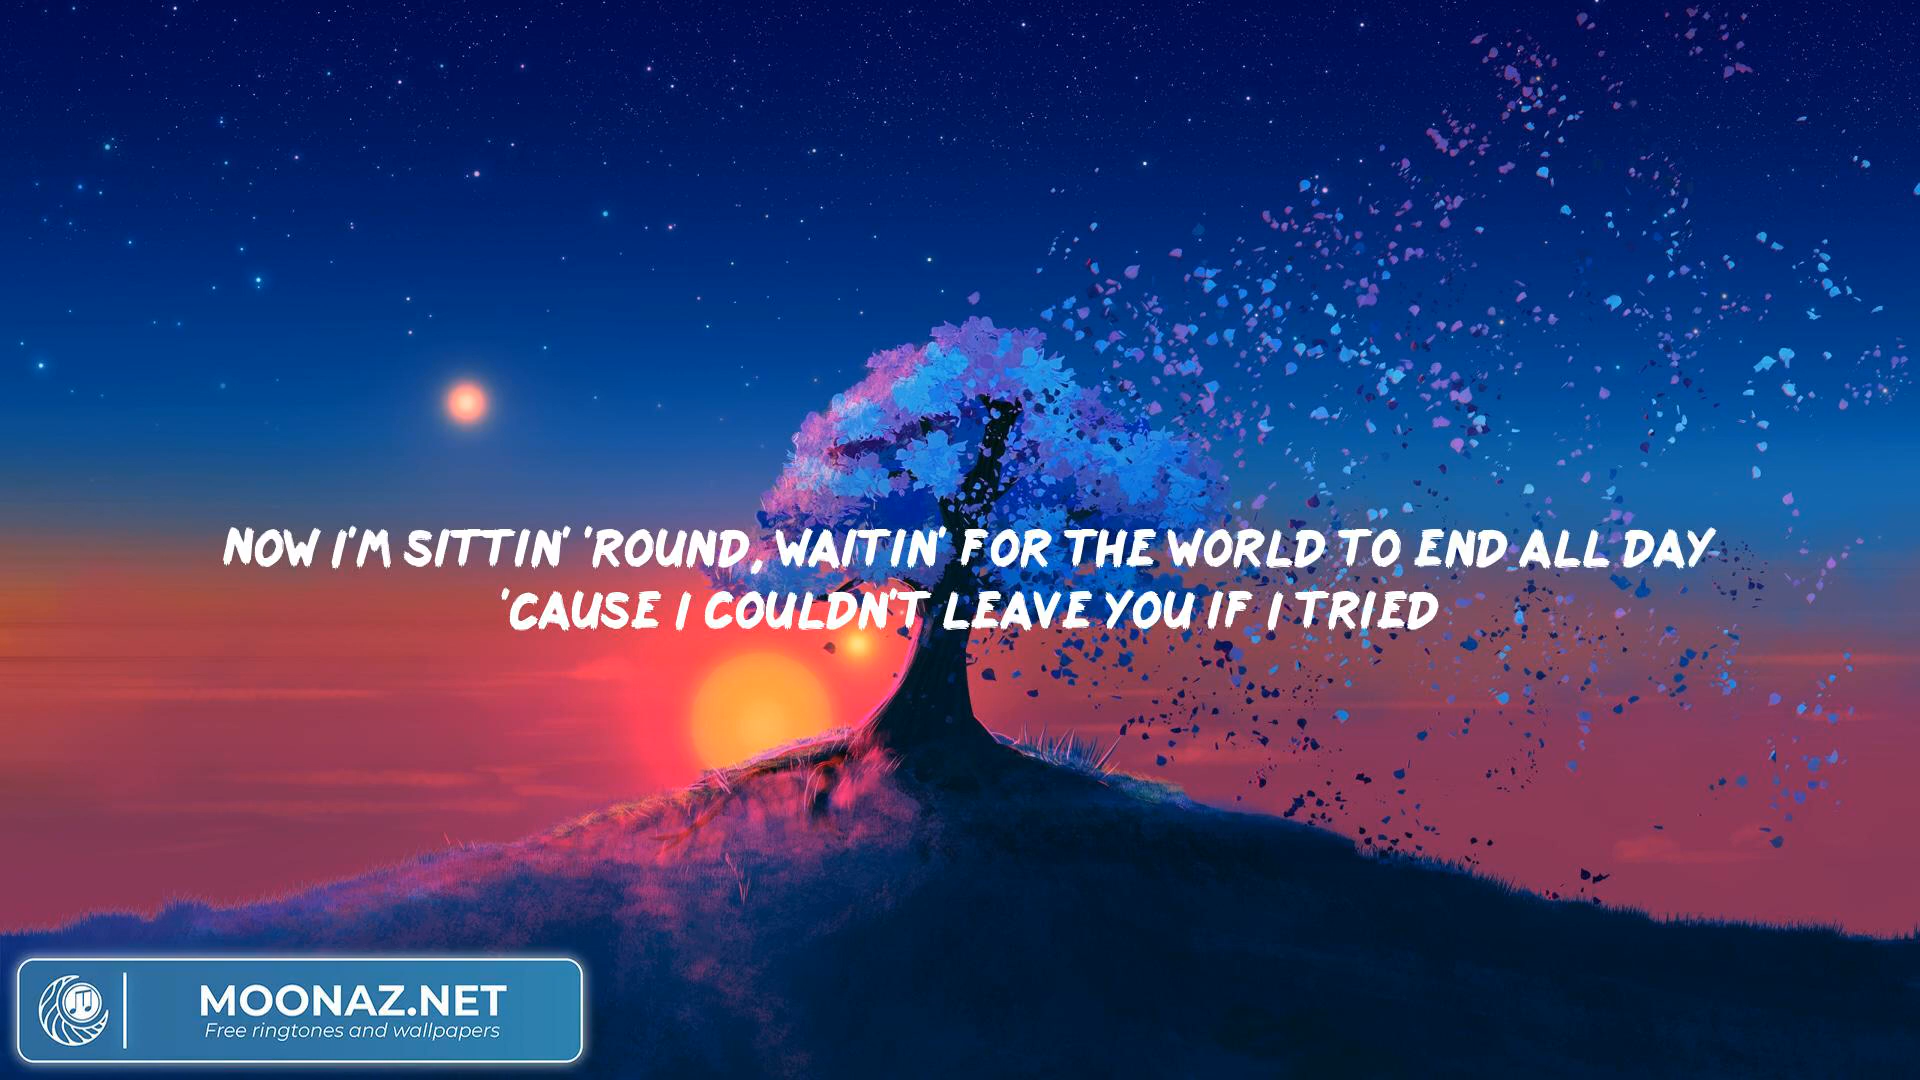 NOW I'M SITTIN' 'ROUND, WAITIN' FOR THE WORLD TO END ALL DAY
'CAUSE I COULDN'T LEAVE YOU IF I TRIED
MOONAZ.NET
Free ringtones and wallpapers